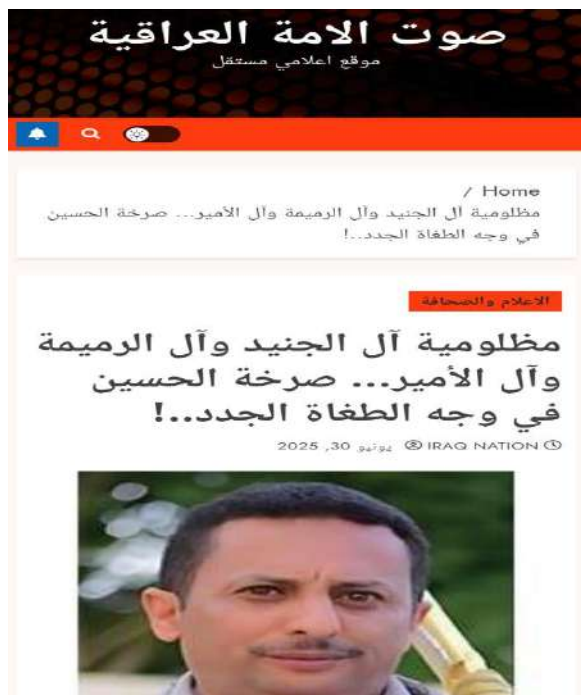 صوت الامة العراقية
موقع اعلامي مستقل
Home /
مظلومية آل الجنيد وآل الرميمة وآل الأمير... صرخة الحسين
في وجه الطغاة الجدد..!
الاعلام والصحافة
مظلومية آل الجنيد وآل الرميمة
وآل الأمير... صرخة الحسين
في وجه الطغاة الجدد..!
IRAQ NATION يونيو 30, 2025